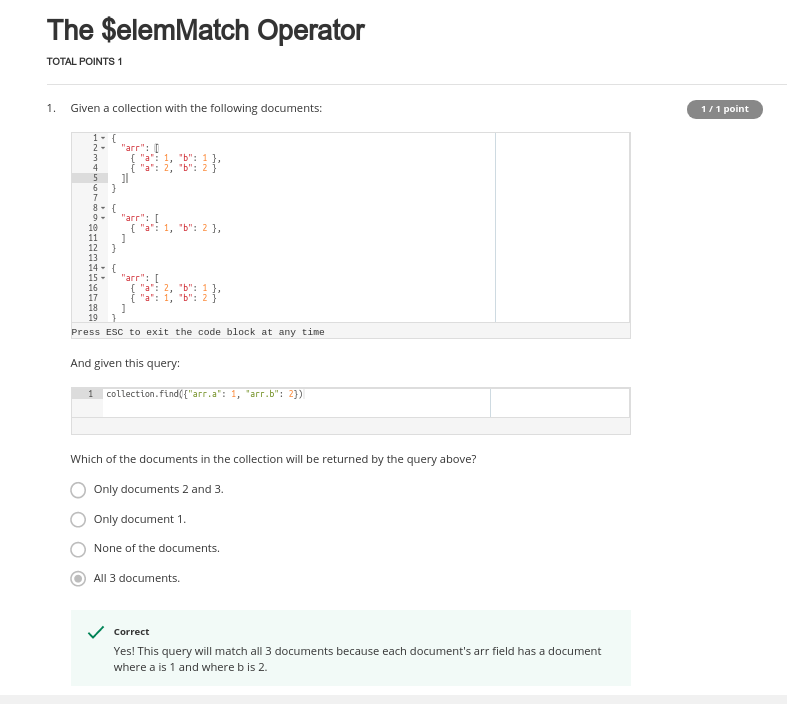 The $elemMatch Operator
TOTAL POINTS 1
1. Given a collection with the following documents:
1 / 1 point
1 {
2 "arr": [
3 { "a": 1, "b": 1 },
4 { "a": 2, "b": 2 }
5 ]
6 }
7
8 {
9 "arr": [
10 { "a": 1, "b": 2 },
11 ]
12 }
13
14 {
15 "arr": [
16 { "a": 2, "b": 1 },
17 { "a": 1, "b": 2 }
18 ]
19 }
Press ESC to exit the code block at any time
And given this query:
1 collection.find({"arr.a": 1, "arr.b": 2})
Which of the documents in the collection will be returned by the query above?
Only documents 2 and 3.
Only document 1.
None of the documents.
All 3 documents.
Correct
Yes! This query will match all 3 documents because each document's arr field has a document
where a is 1 and where b is 2.